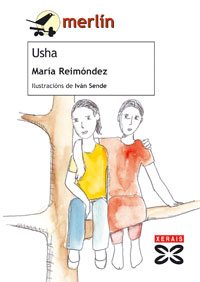 merlín
Usha
María Reimóndez
Ilustracións de Iván Sende
XERAIS